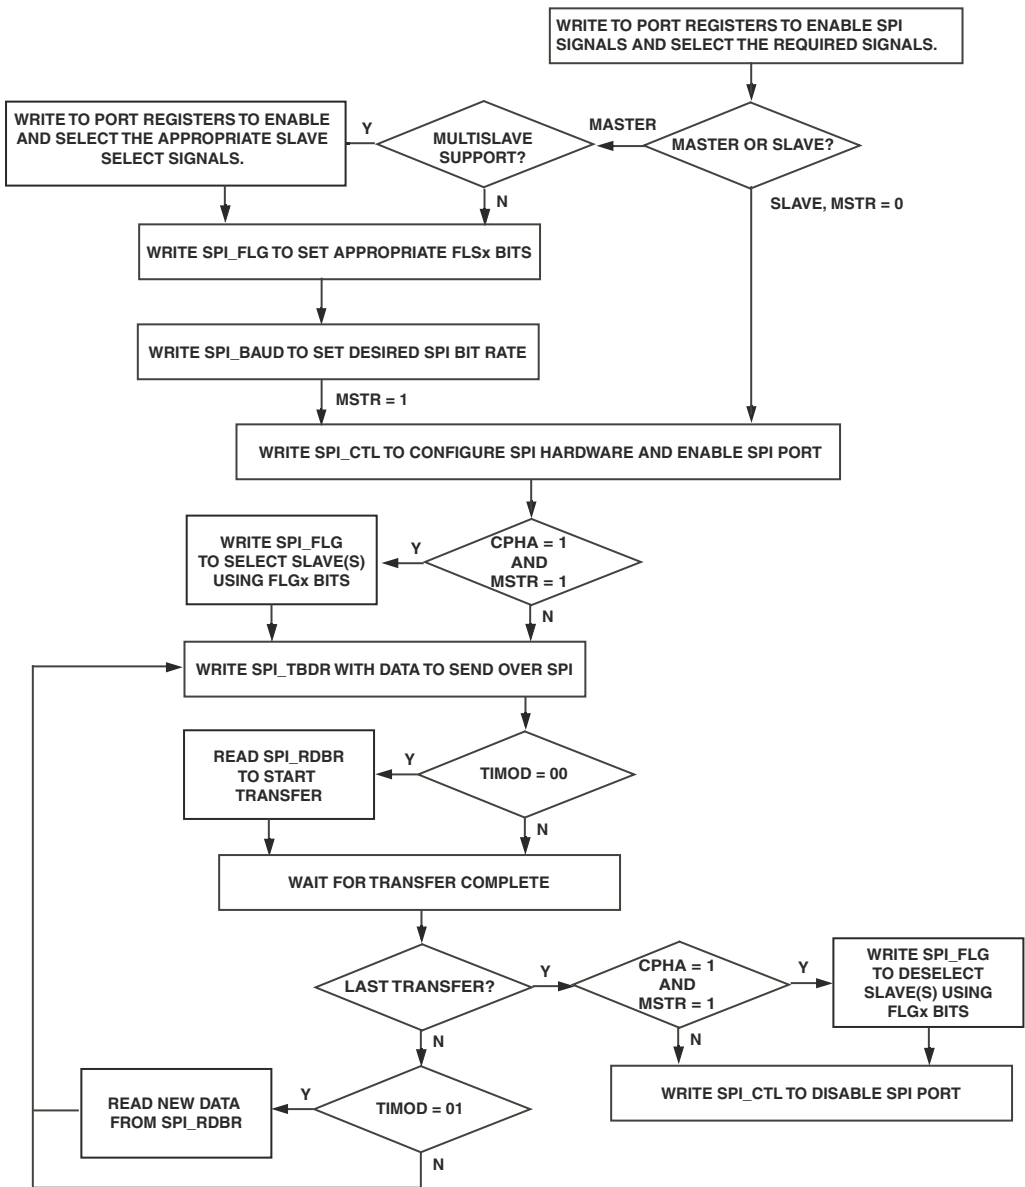 WRITE TO PORT REGISTERS TO ENABLE SPI
SIGNALS AND SELECT THE REQUIRED SIGNALS.
WRITE TO PORT REGISTERS TO ENABLE
AND SELECT THE APPROPRIATE SLAVE
SELECT SIGNALS.
Y
MULTISLAVE
SUPPORT?
MASTER
MASTER OR SLAVE?
N
SLAVE, MSTR = 0
WRITE SPI_FLG TO SET APPROPRIATE FLSx BITS
WRITE SPI_BAUD TO SET DESIRED SPI BIT RATE
MSTR = 1
WRITE SPI_CTL TO CONFIGURE SPI HARDWARE AND ENABLE SPI PORT
WRITE SPI_FLG
TO SELECT SLAVE(S)
USING FLGx BITS
Y
CPHA = 1
AND
MSTR = 1
N
WRITE SPI_TBDR WITH DATA TO SEND OVER SPI
READ SPI_RDBR
TO START
TRANSFER
Y
TIMOD = 00
N
WAIT FOR TRANSFER COMPLETE
LAST TRANSFER?
Y
CPHA = 1
AND
MSTR = 1
Y
WRITE SPI_FLG
TO DESELECT
SLAVE(S) USING
FLGx BITS
N
N
WRITE SPI_CTL TO DISABLE SPI PORT
READ NEW DATA
FROM SPI_RDBR
Y
TIMOD = 01
N